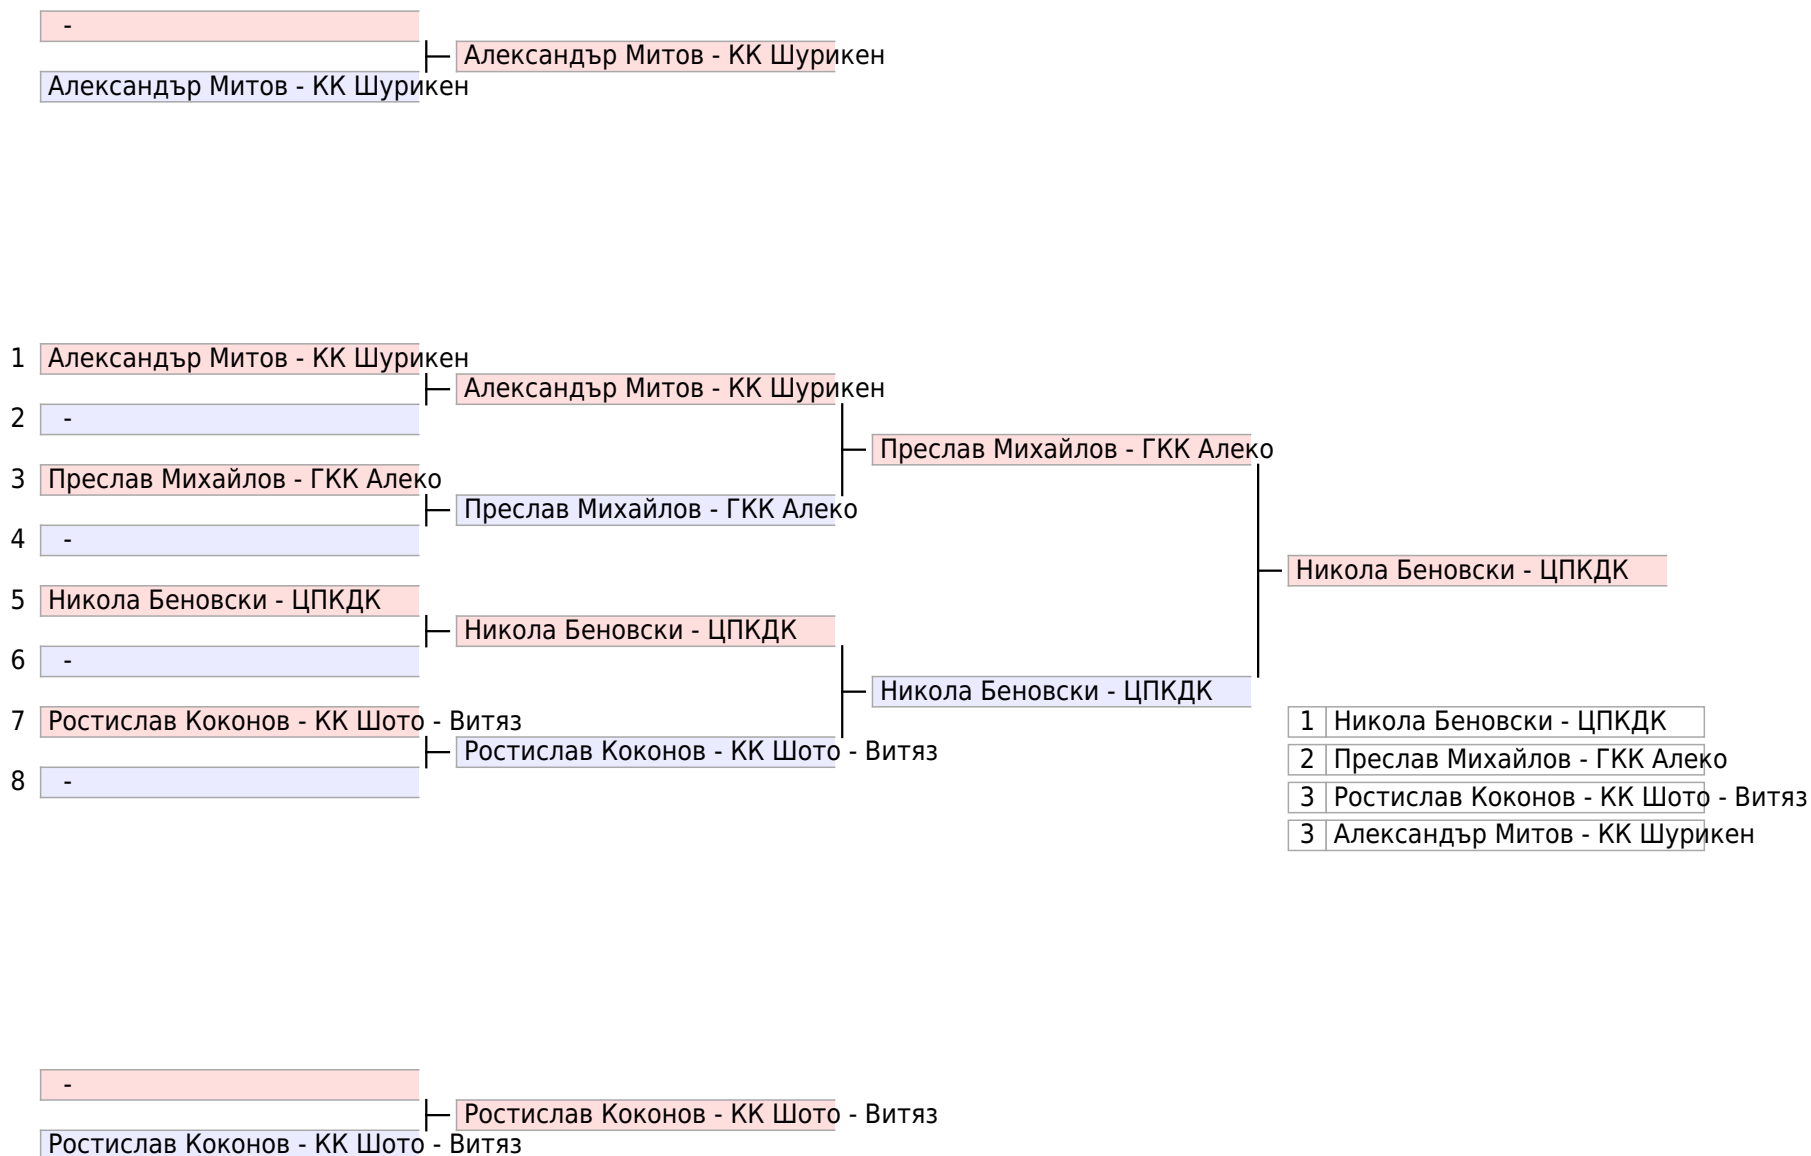 -
Александър Митов - КК Шурикен
Александър Митов - КК Шурикен
1 Александър Митов - КК Шурикен
Александър Митов - КК Шурикен
2 -
Преслав Михайлов - ГКК Алеко
3 Преслав Михайлов - ГКК Алеко
Преслав Михайлов - ГКК Алеко
4 -
Никола Беновски - ЦПКДК
5 Никола Беновски - ЦПКДК
Никола Беновски - ЦПКДК
6 -
Никола Беновски - ЦПКДК
7 Ростислав Коконов - КК Шото - Витяз
Ростислав Коконов - КК Шото - Витяз
8 -
1 Никола Беновски - ЦПКДК
2 Преслав Михайлов - ГКК Алеко
3 Ростислав Коконов - КК Шото - Витяз
3 Александър Митов - КК Шурикен
-
Ростислав Коконов - КК Шото - Витяз
Ростислав Коконов - КК Шото - Витяз